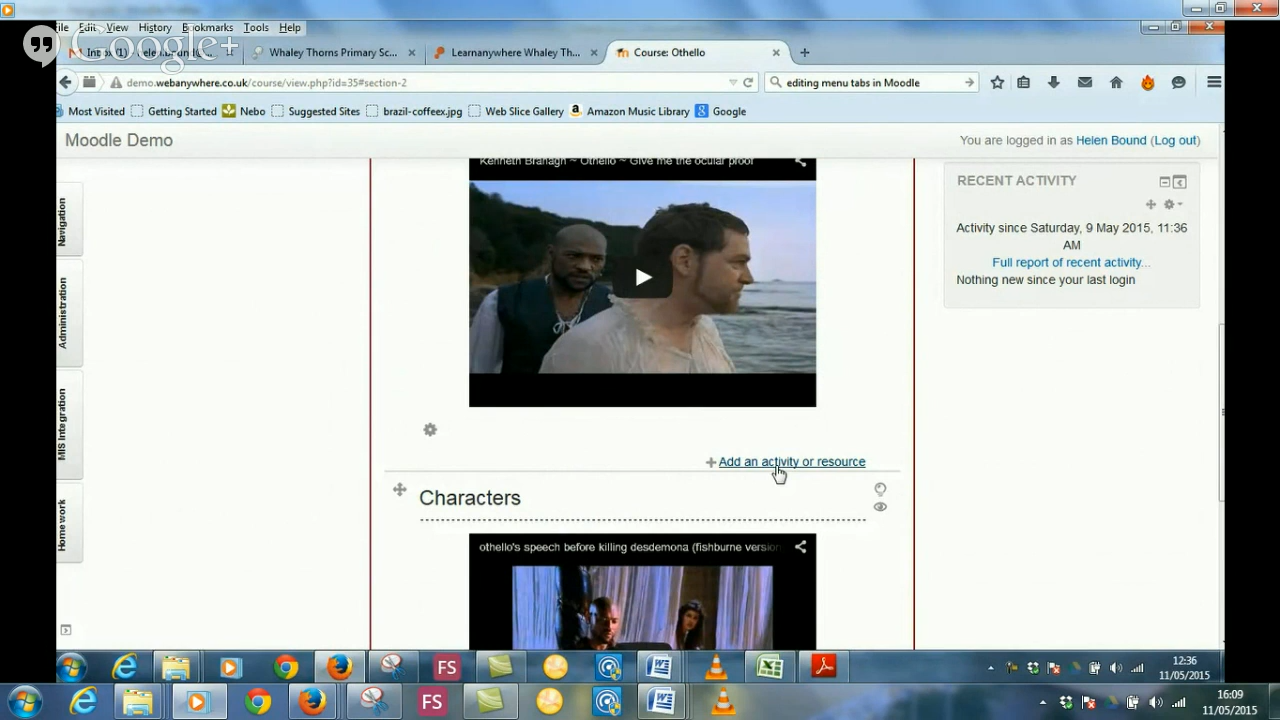 File Edit View History Bookmarks Tools Help
Google+
Whaley Thorns Primary Sc...
Learnanywhere Whaley Th...
Course: Othello
demo.webanywhere.co.uk/course/view.php?id=35#section-2
editing menu tabs in Moodle
Most Visited Getting Started Nebo Suggested Sites brazil-coffeex.jpg Web Slice Gallery Amazon Music Library Google
Moodle Demo
You are logged in as Helen Bound (Log out)
Navigation
Administration
MIS Integration
Homework
Kenneth Branagh ~ Othello ~ Give me the ocular proof
Add an activity or resource
Characters
othello's speech before killing desdemona (fishburne version
RECENT ACTIVITY
Activity since Saturday, 9 May 2015, 11:36
AM
Full report of recent activity...
Nothing new since your last login
FS
12:36
11/05/2015
FS
16:09
11/05/2015